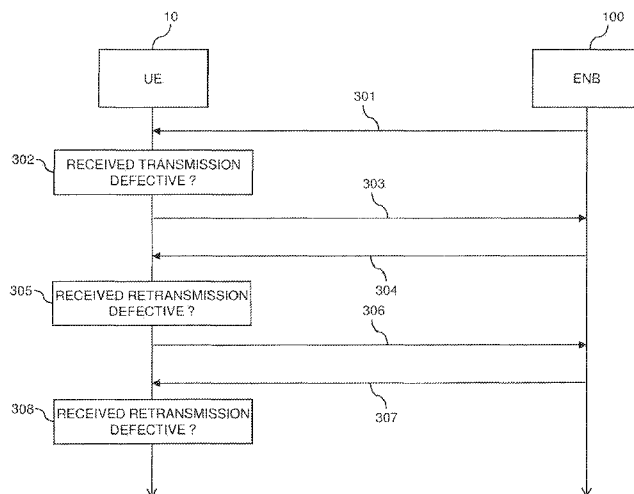 10
100
UE
ENB
301
302
RECEIVED TRANSMISSION
DEFECTIVE ?
303
304
305
RECEIVED RETRANSMISSION
DEFECTIVE ?
306
307
308
RECEIVED RETRANSMISSION
DEFECTIVE ?